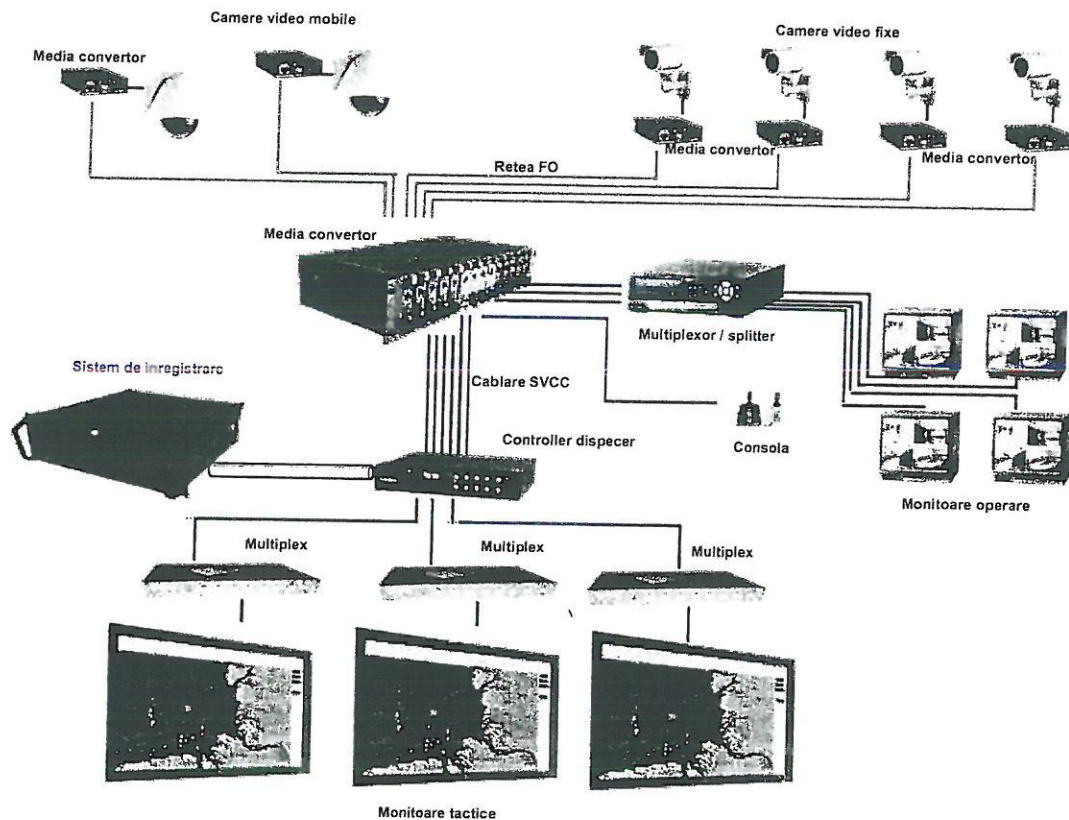 Camere video mobile
Camere video fixe
Media convertor
Media convertor
Media convertor
Retea FO
Media convertor
Multiplexor / splitter
Sistem de inregistrare
Cablare SVCC
Controller dispecer
Consola
Monitoare operare
Multiplex
Multiplex
Multiplex
Monitoare tactice